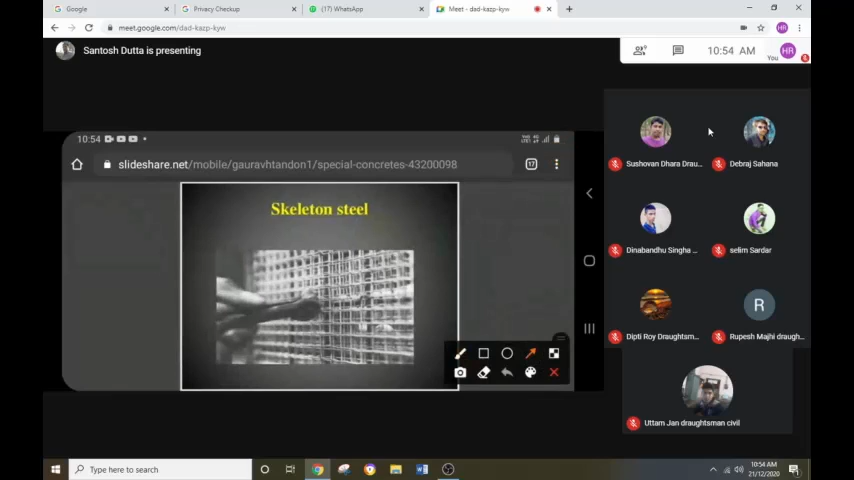 Google
Privacy Checkup
(17) WhatsApp
Meet - dad-kazp-kyw
meet.google.com/dad-kazp-kyw
HR
Santosh Dutta is presenting
10:54 AM
You
HR
10:54
slideshare.net/mobile/gauravhtandon1/special-concretes-43200098
17
Skeleton steel
Sushovan Dhara Drau...
Debraj Sahana
Dinabandhu Singha ...
selim Sardar
R
Dipti Roy Draughtsm...
Rupesh Majhi draugh...
Uttam Jan draughtsman civil
Type here to search
10:54 AM
21/12/2020